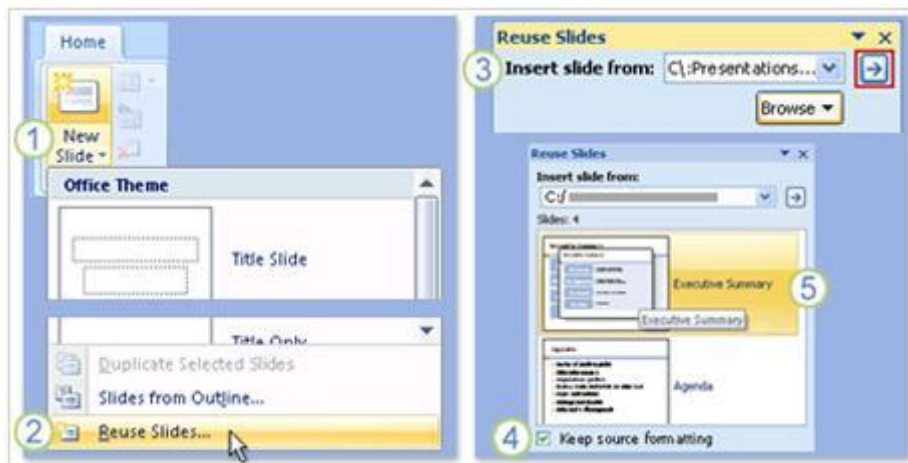 Home
1
New
Slide
Office Theme
Title Slide
Title Only
Duplicate Selected Slides
Slides from Outline...
2
Reuse Slides...
Reuse Slides
3
Insert slide from:
C\:Presentations...
Browse
Reuse Slides
Insert slide from:
C:/
Slides: 4
Executive Summary
5
Executive Summary
Agenda
4
Keep source formatting